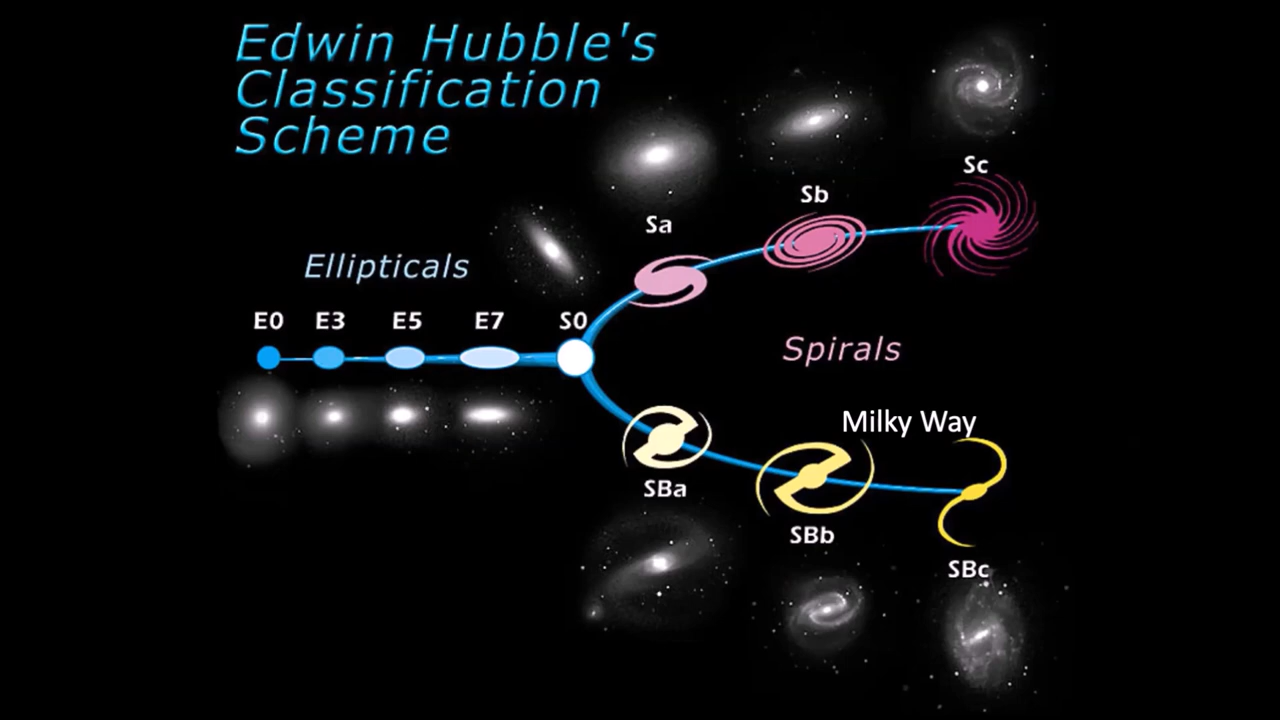 Edwin Hubble's
Classification
Scheme
Sc
Sb
Sa
Ellipticals
E0 E3 E5 E7 S0
Spirals
Milky Way
SBa
SBb
SBc